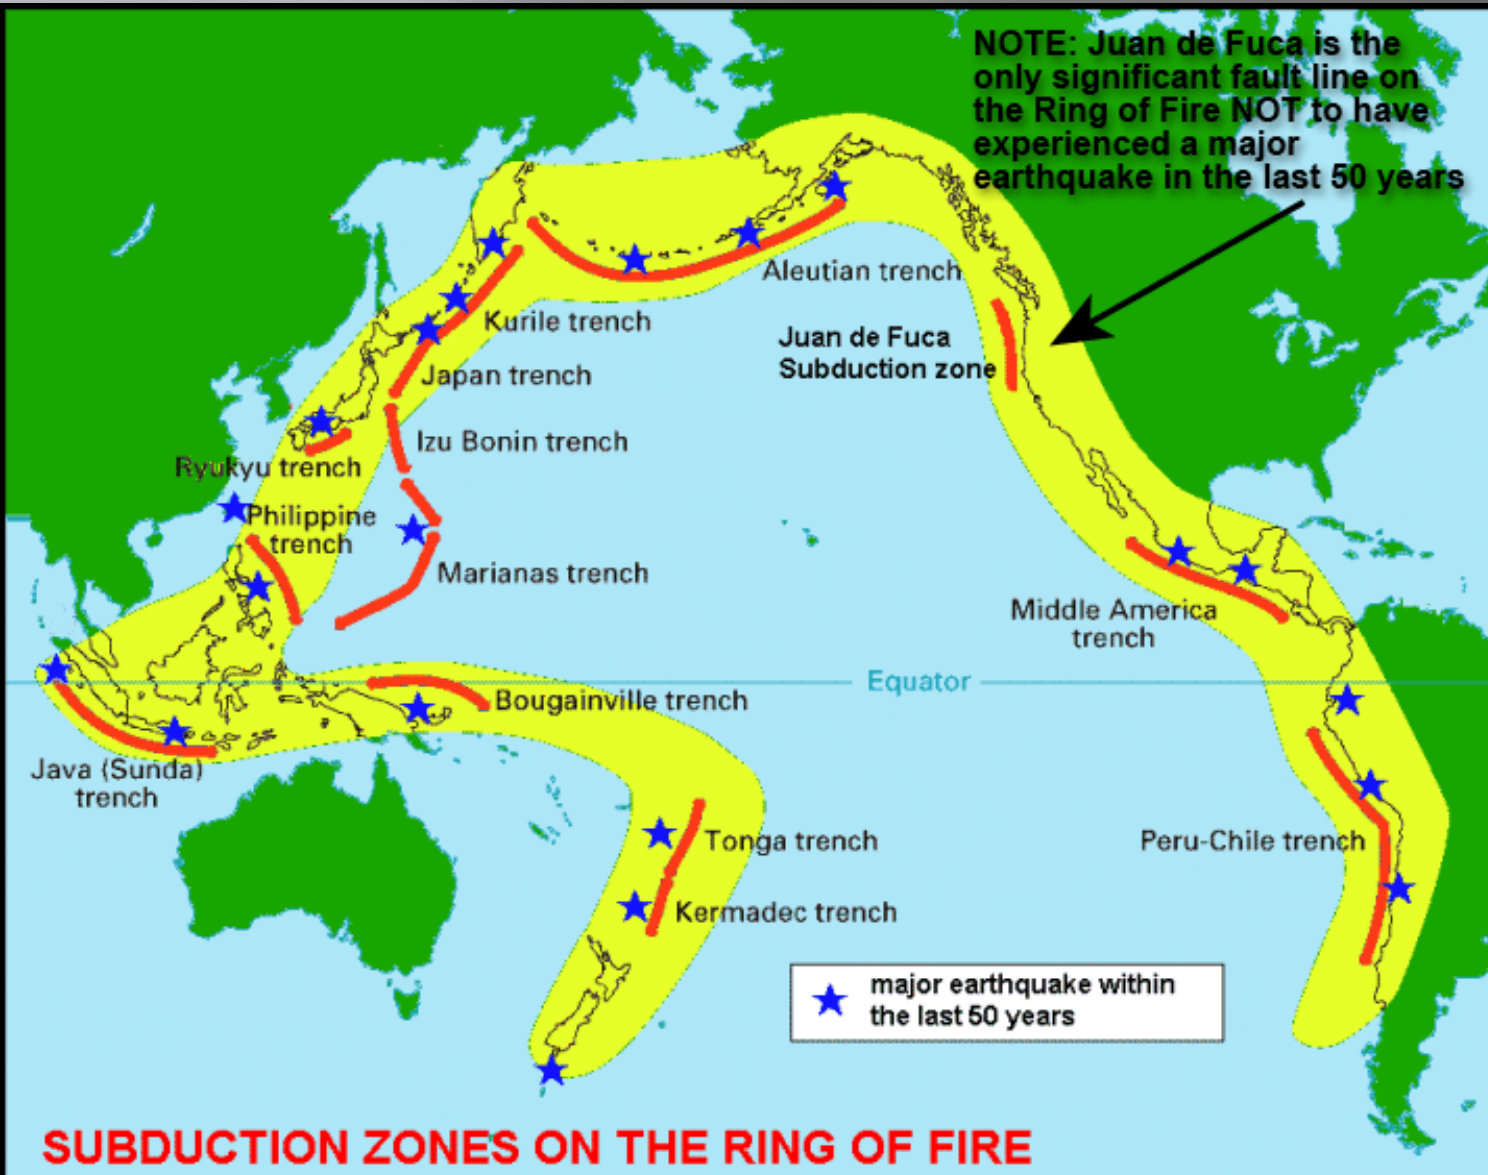 NOTE: Juan de Fuca is the
only significant fault line on
the Ring of Fire NOT to have
experienced a major
earthquake in the last 50 years
Aleutian trench
Kurile trench
Juan de Fuca
Subduction zone
Japan trench
Izu Bonin trench
Ryukyu trench
Philippine
trench
Marianas trench
Middle America
trench
Equator
Bougainville trench
Java (Sunda)
trench
Tonga trench
Peru-Chile trench
Kermadec trench
major earthquake within
the last 50 years
SUBDUCTION ZONES ON THE RING OF FIRE